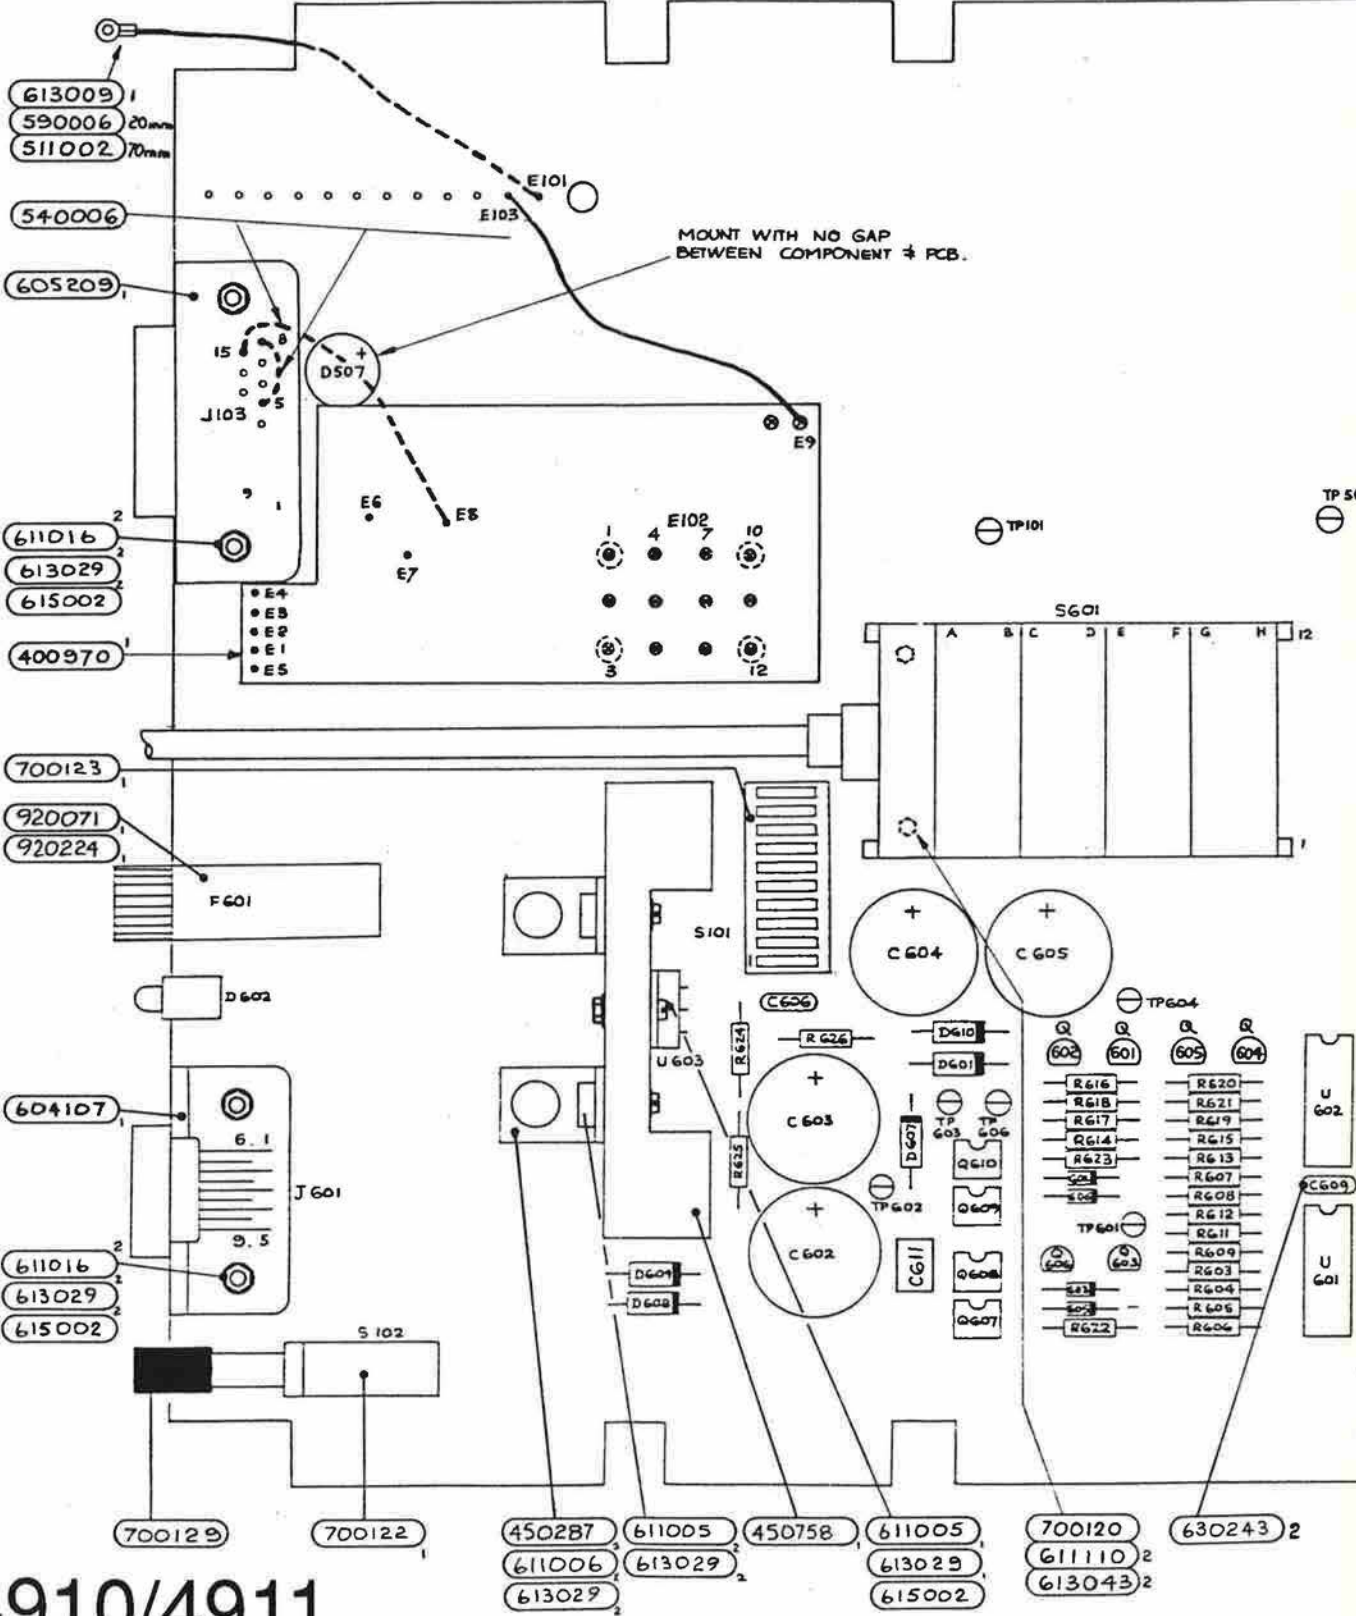 613009 1
590006 20mm
511002 70mm
E101
E103
540006
MOUNT WITH NO GAP
BETWEEN COMPONENT & PCB.
605209 1
15
8
+
D507
J103
5
9
1
E9
E6
E8
E7
E102
1 4 7 10
3 12
TP101
TP 50
611016 2
613029 2
615002 2
400970 1
E4
E3
E2
E1
E5
S601
A B C D E F G H 12
1
700123 1
920071 1
920224 1
F601
S101
1
+
C604
+
C605
D602
C606
TP604
R624
R626
D610
D601
U603
Q 602
Q 601
Q 605
Q 604
U 602
604107 1
6. 1
J601
9. 5
+
C603
R625
D607
TP 603
TP 606
Q610
Q609
TP602
R616
R618
R617
R614
R623
R620
R621
R619
R615
R613
R607
R608
R612
R611
R609
R603
R604
R605
R606
C609
TP601
Q 606
Q 603
U 601
R622
+
C602
C611
Q608
Q607
D608
611016 2
613029 2
615002 2
S102
700129
700122 1
450287
611006
613029 2
611005 2
613029 2
450758 1
611005 1
613029 1
615002
700120
611110 2
613043 2
630243 2
910/4911